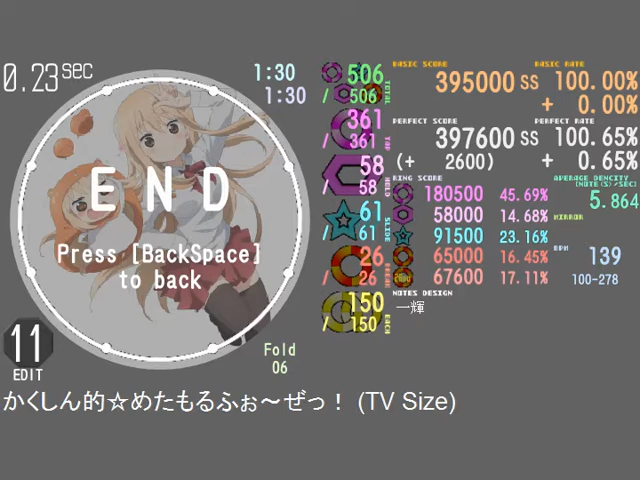 0.23sec
1:30
1:30
END
Press [BackSpace]
to back
11
EDIT
Fold
06
かくしん的☆めたもるふぉ～ぜっ！ (TV Size)
506
/ 506
TOTAL
361
/ 361
TAP
58
/ 58
HOLD
61
/ 61
SLIDE
26
/ 26
BREAK
150
/ 150
EACH
BASIC SCORE
395000 SS
BASIC RATE
100.00%
+ 0.00%
PERFECT SCORE
397600 SS
(+ 2600)
PERFECT RATE
100.65%
+ 0.65%
RING SCORE
180500 45.69%
58000 14.68%
91500 23.16%
65000 16.45%
67600 17.11%
AVERAGE DENCITY
(NOTE(S)/SEC)
5.864
MIRROR
BPM
139
100-278
NOTES DESIGN
一輝